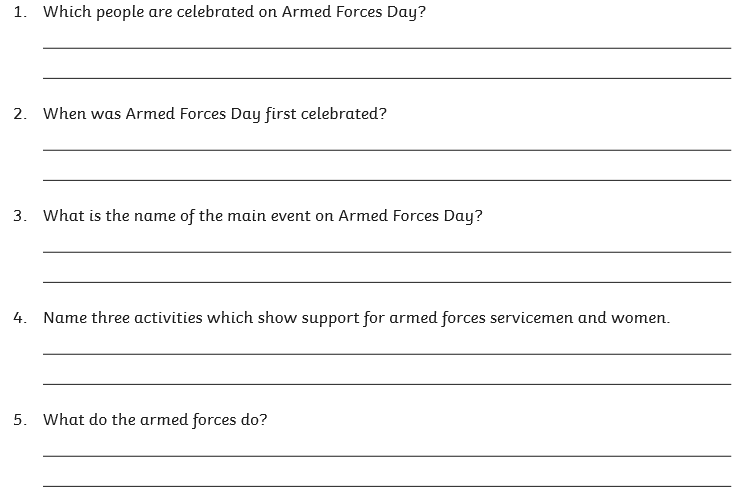 1. Which people are celebrated on Armed Forces Day?
2. When was Armed Forces Day first celebrated?
3. What is the name of the main event on Armed Forces Day?
4. Name three activities which show support for armed forces servicemen and women.
5. What do the armed forces do?